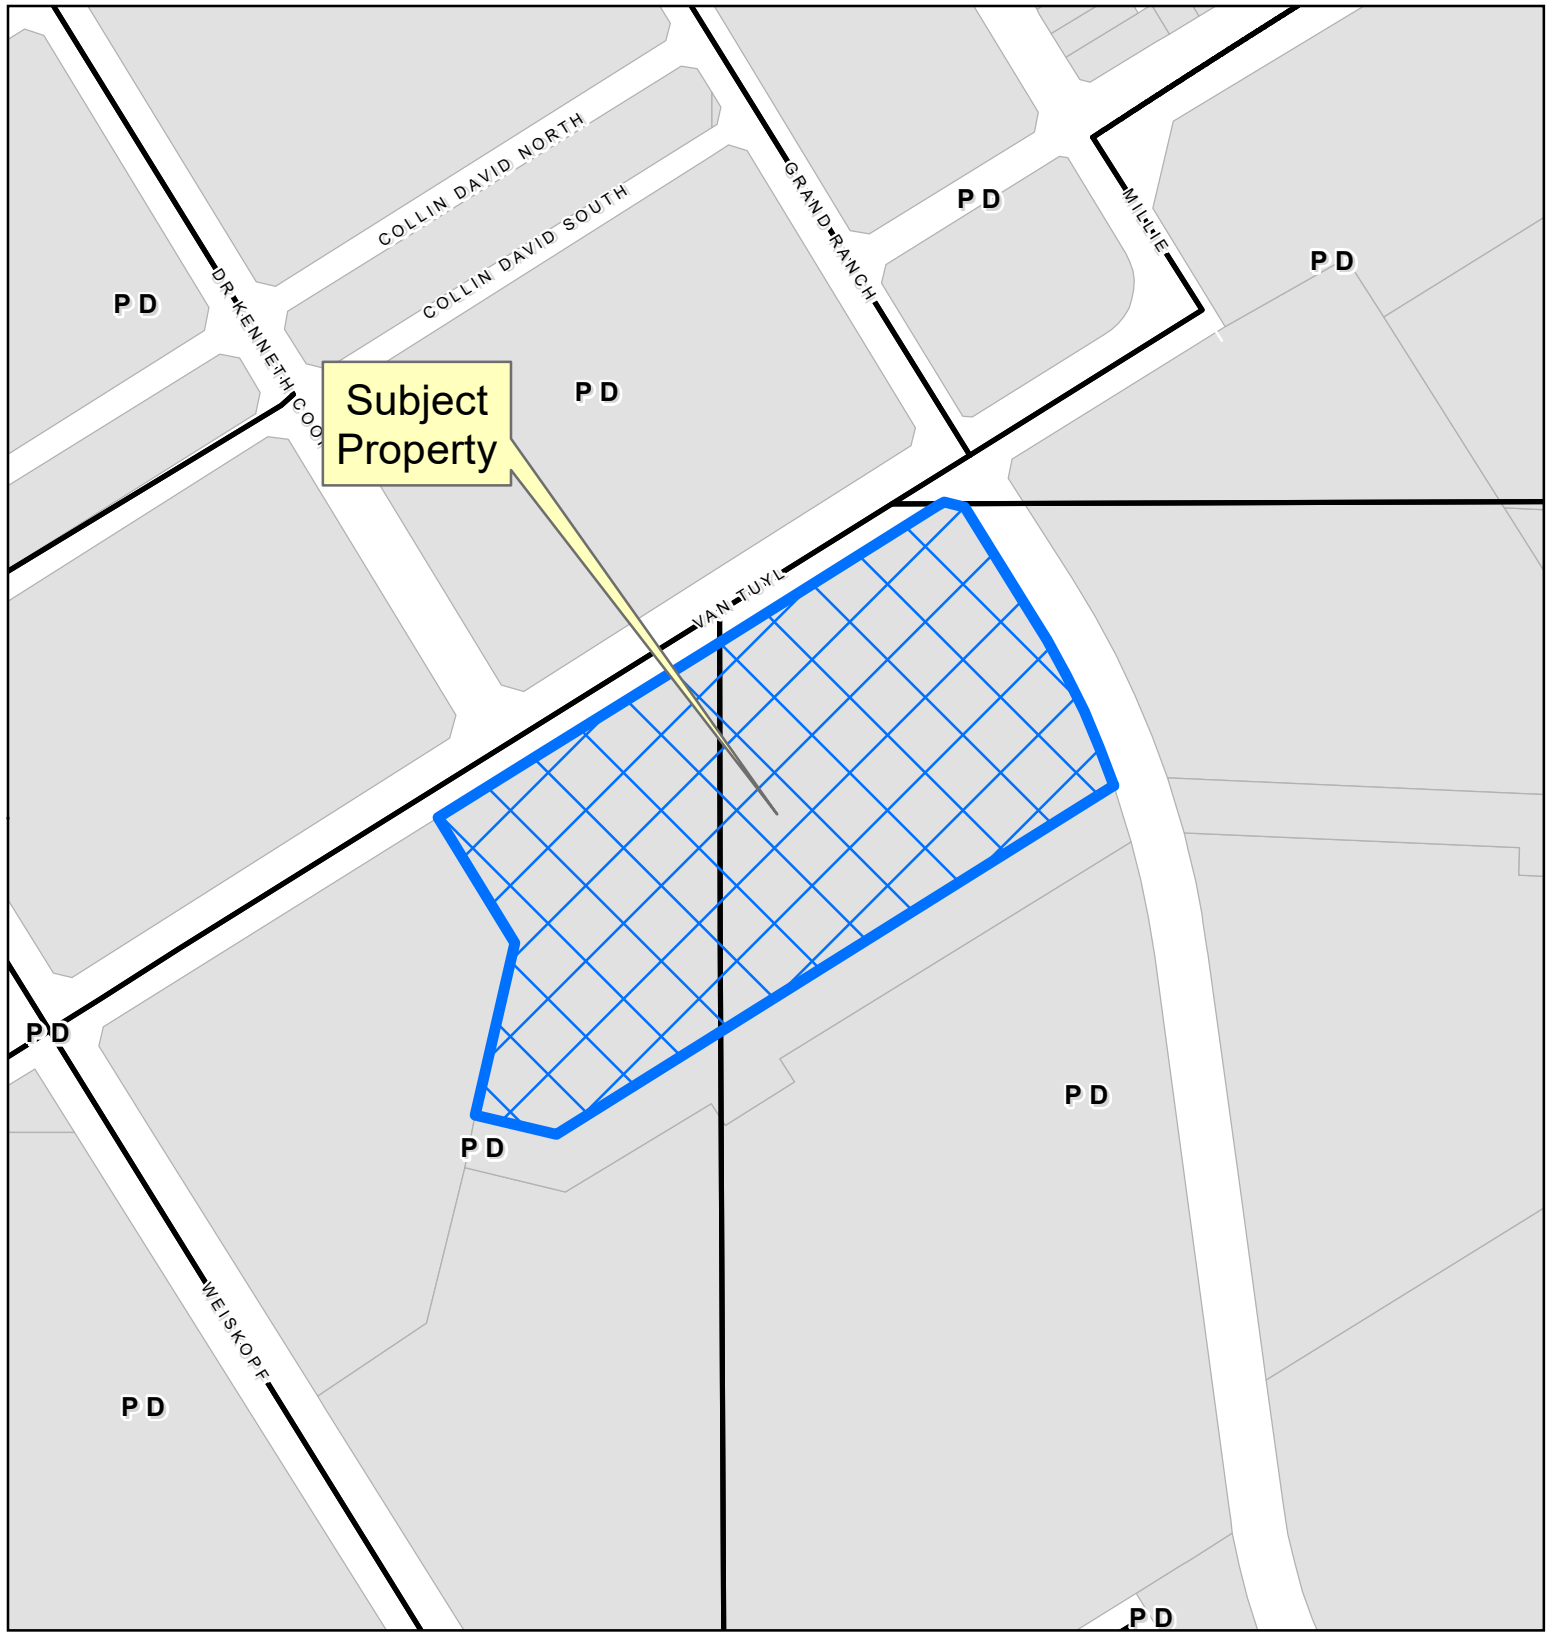 COLLIN DAVID NORTH
COLLIN DAVID SOUTH
GRAND RANCH
MILLIE
PD
PD
PD
DR KENNETH COO
PD
Subject
Property
VAN TUYL
PD
PD
PD
WEISKOPF
PD
PD